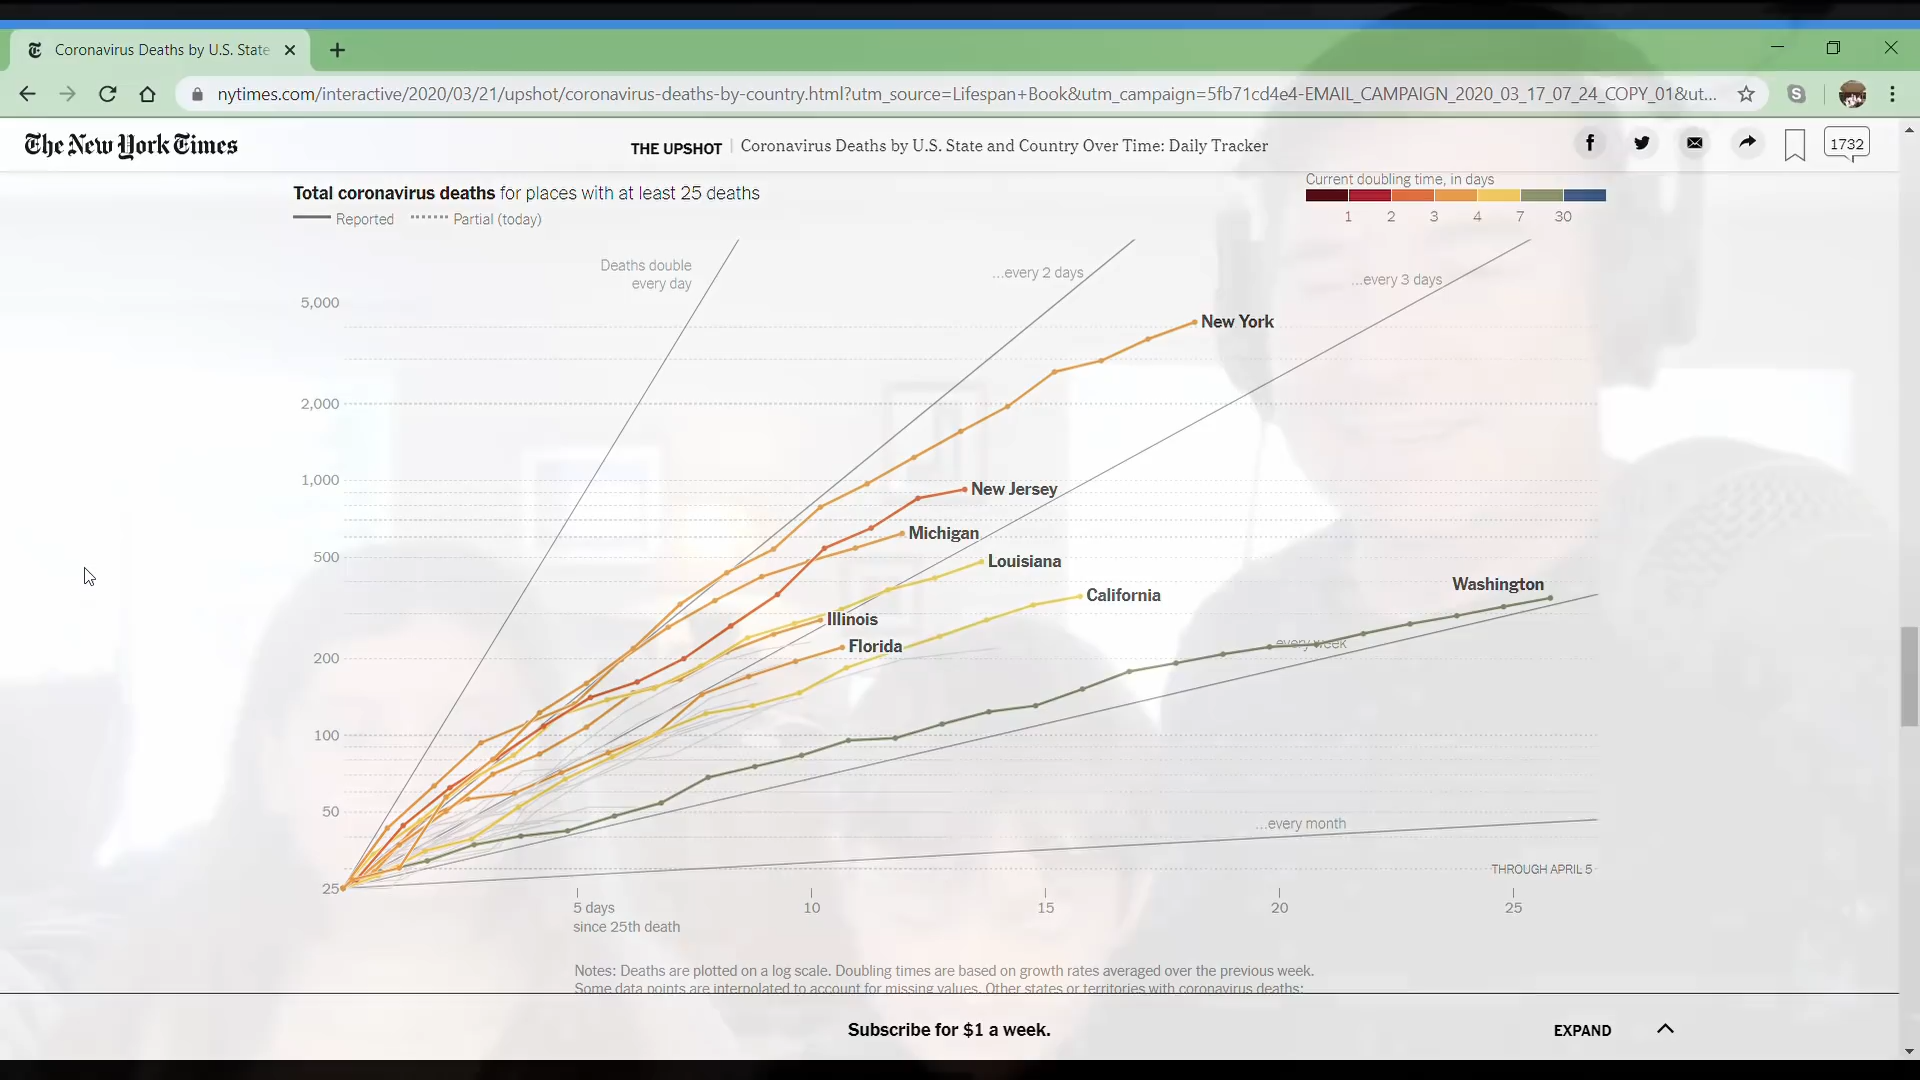 Coronavirus Deaths by U.S. State
nytimes.com/interactive/2020/03/21/upshot/coronavirus-deaths-by-country.html?utm_source=Lifespan+Book&utm_campaign=5fb71cd4e4-EMAIL_CAMPAIGN_2020_03_17_07_24_COPY_01&ut...
The New York Times
THE UPSHOT | Coronavirus Deaths by U.S. State and Country Over Time: Daily Tracker
1732
Total coronavirus deaths for places with at least 25 deaths
Reported Partial (today)
Current doubling time, in days
1 2 3 4 7 30
Deaths double
every day
...every 2 days
...every 3 days
5,000
New York
2,000
1,000
New Jersey
Michigan
500
Louisiana
Washington
California
Illinois
every week
Florida
200
100
50
...every month
THROUGH APRIL 5
25
5 days
since 25th death
10
15
20
25
Notes: Deaths are plotted on a log scale. Doubling times are based on growth rates averaged over the previous week.
Some data points are interpolated to account for missing values. Other states or territories with coronavirus deaths:
Subscribe for $1 a week.
EXPAND